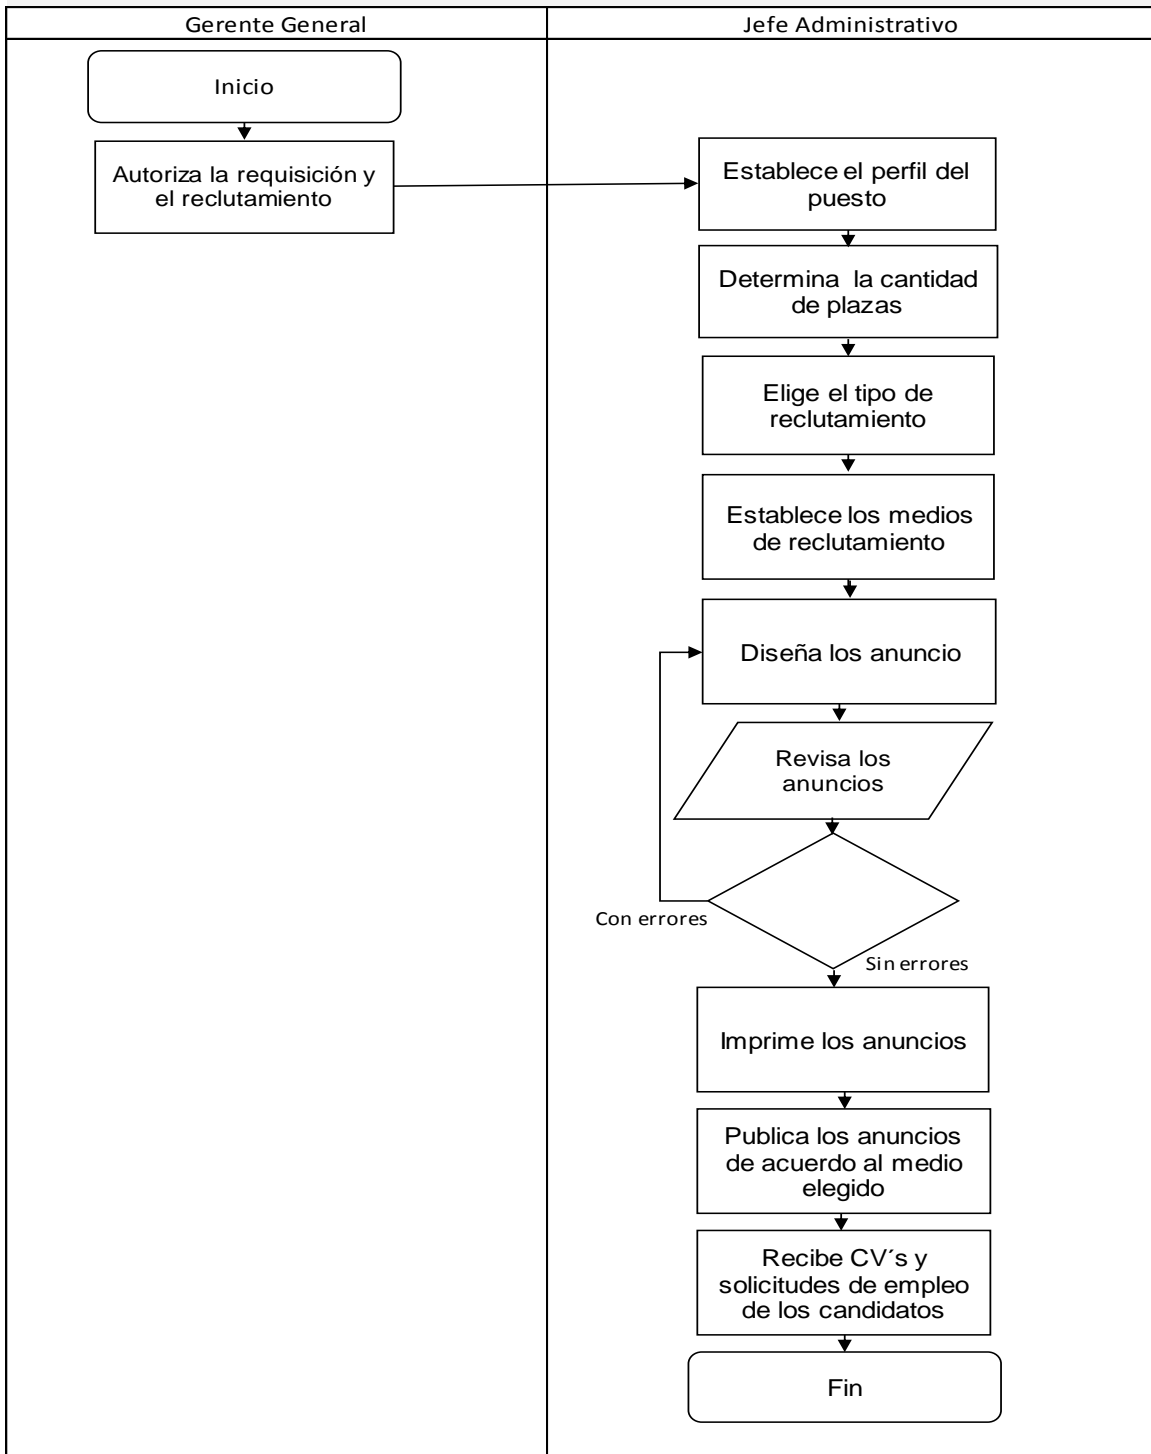 Gerente General
Jefe Administrativo
Inicio
Autoriza la requisición y
el reclutamiento
Establece el perfil del
puesto
Determina la cantidad
de plazas
Elige el tipo de
reclutamiento
Establece los medios
de reclutamiento
Diseña los anuncio
Revisa los
anuncios
Con errores
Sin errores
Imprime los anuncios
Publica los anuncios
de acuerdo al medio
elegido
Recibe CV´s y
solicitudes de empleo
de los candidatos
Fin